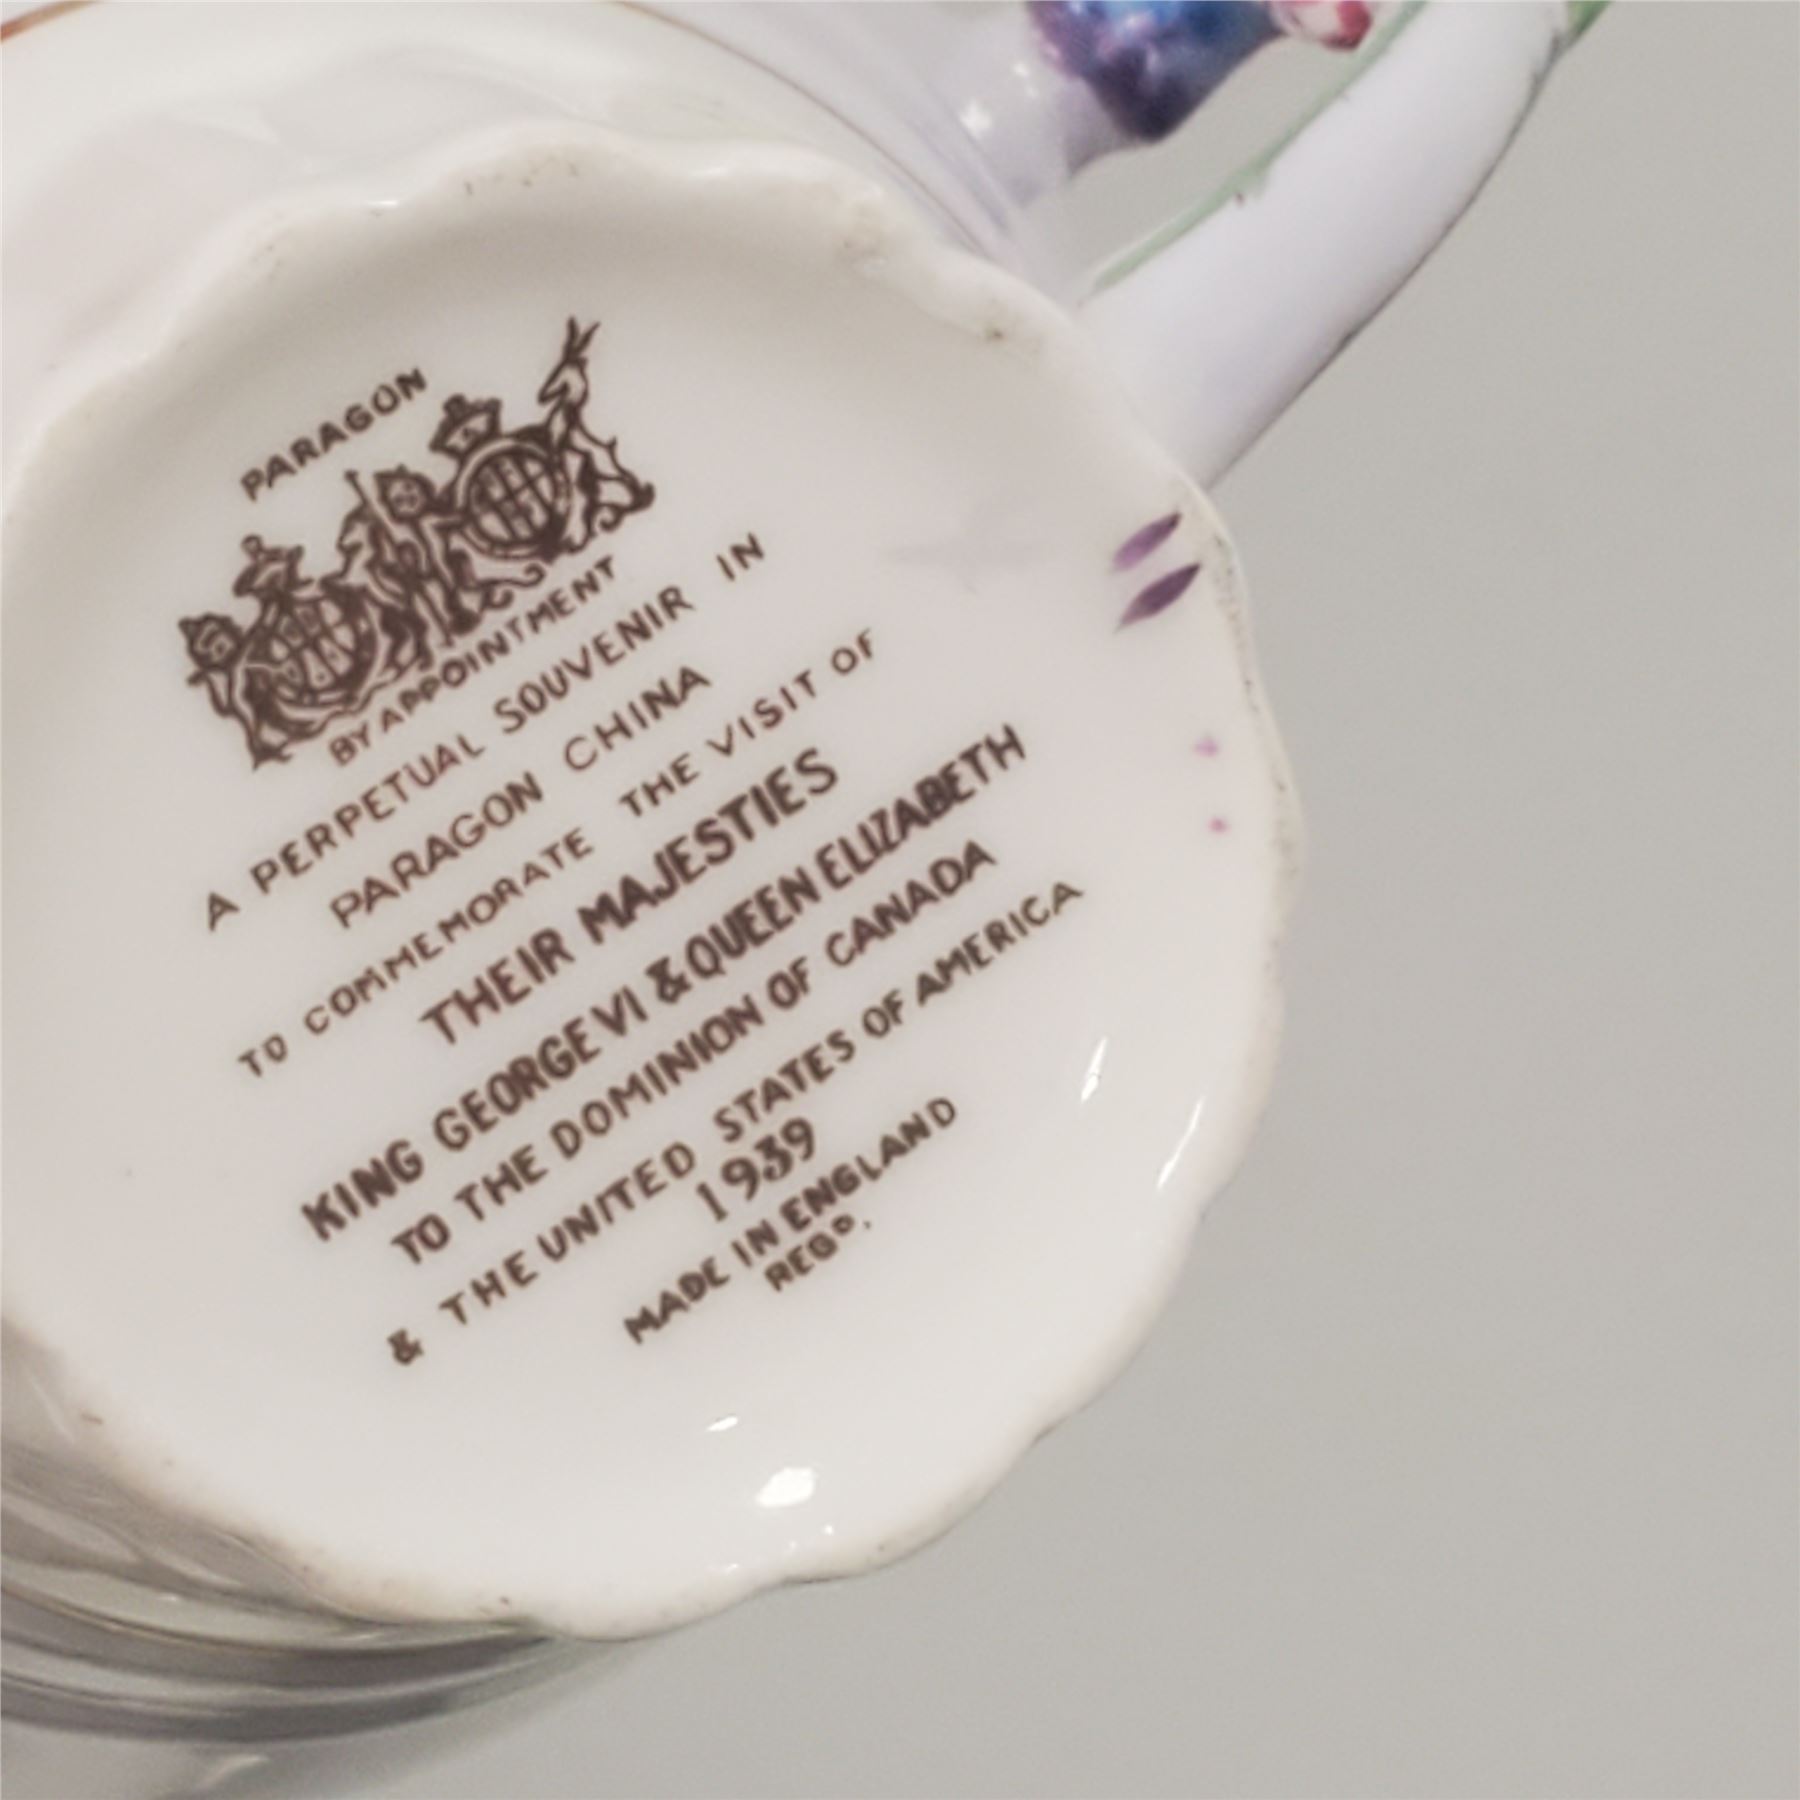 PARAGON
BY APPOINTMENT
A PERPETUAL SOUVENIR IN
PARAGON CHINA
TO COMMEMORATE THE VISIT OF
THEIR MAJESTIES
KING GEORGE VI & QUEEN ELIZABETH
TO THE DOMINION OF CANADA
& THE UNITED STATES OF AMERICA
1939
MADE IN ENGLAND
REGD.